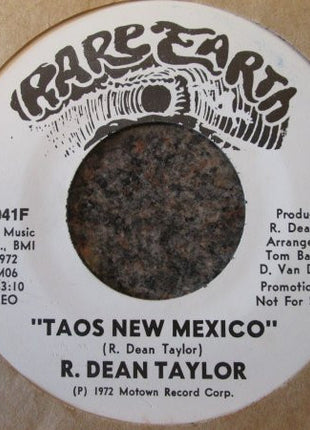 RARE EARTH
041F
Music
., BMI
1972
M06
3:10
EO
Produ
R. Dea
Arrange
Tom Ba
D. Van D
Promotio
Not For S
"TAOS NEW MEXICO"
(R. Dean Taylor)
R. DEAN TAYLOR
(P) 1972 Motown Record Corp.